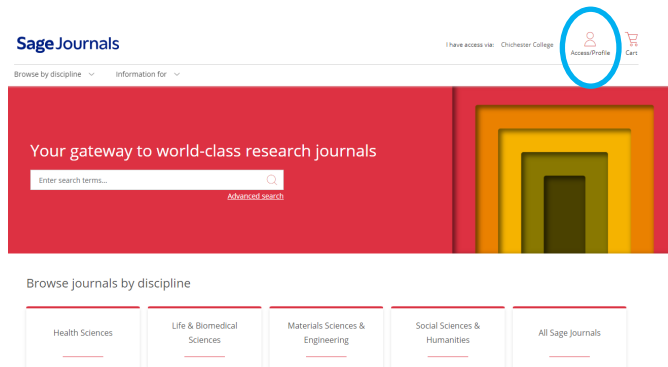 Sage Journals
I have access via: Chichester College
Access/Profile
Cart
Browse by discipline
Information for
Your gateway to world-class research journals
Enter search terms...
Advanced search
Browse journals by discipline
Health Sciences
Life & Biomedical
Sciences
Materials Sciences &
Engineering
Social Sciences &
Humanities
All Sage Journals